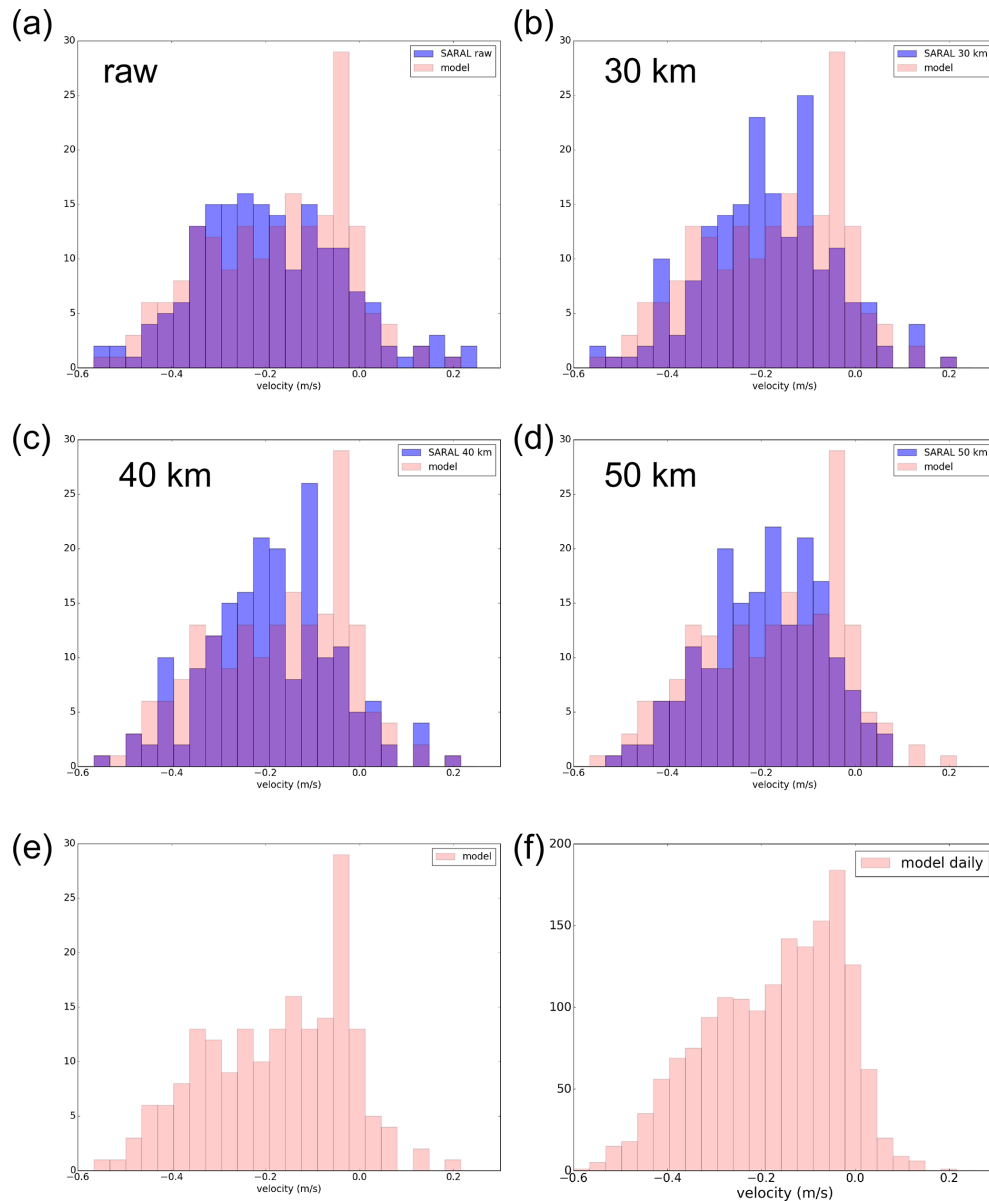 (a)
30
25
20
15
10
5
0
raw
SARAL raw
model
−0.6 −0.4 −0.2 0.0 0.2
velocity (m/s)
(b)
30
25
20
15
10
5
0
30 km
SARAL 30 km
model
−0.6 −0.4 −0.2 0.0 0.2
velocity (m/s)
(c)
30
25
20
15
10
5
0
40 km
SARAL 40 km
model
−0.6 −0.4 −0.2 0.0 0.2
velocity (m/s)
(d)
30
25
20
15
10
5
0
50 km
SARAL 50 km
model
−0.6 −0.4 −0.2 0.0 0.2
velocity (m/s)
(e)
30
25
20
15
10
5
0
model
−0.6 −0.4 −0.2 0.0 0.2
velocity (m/s)
(f)
200
150
100
50
0
model daily
−0.6 −0.4 −0.2 0.0 0.2
velocity (m/s)